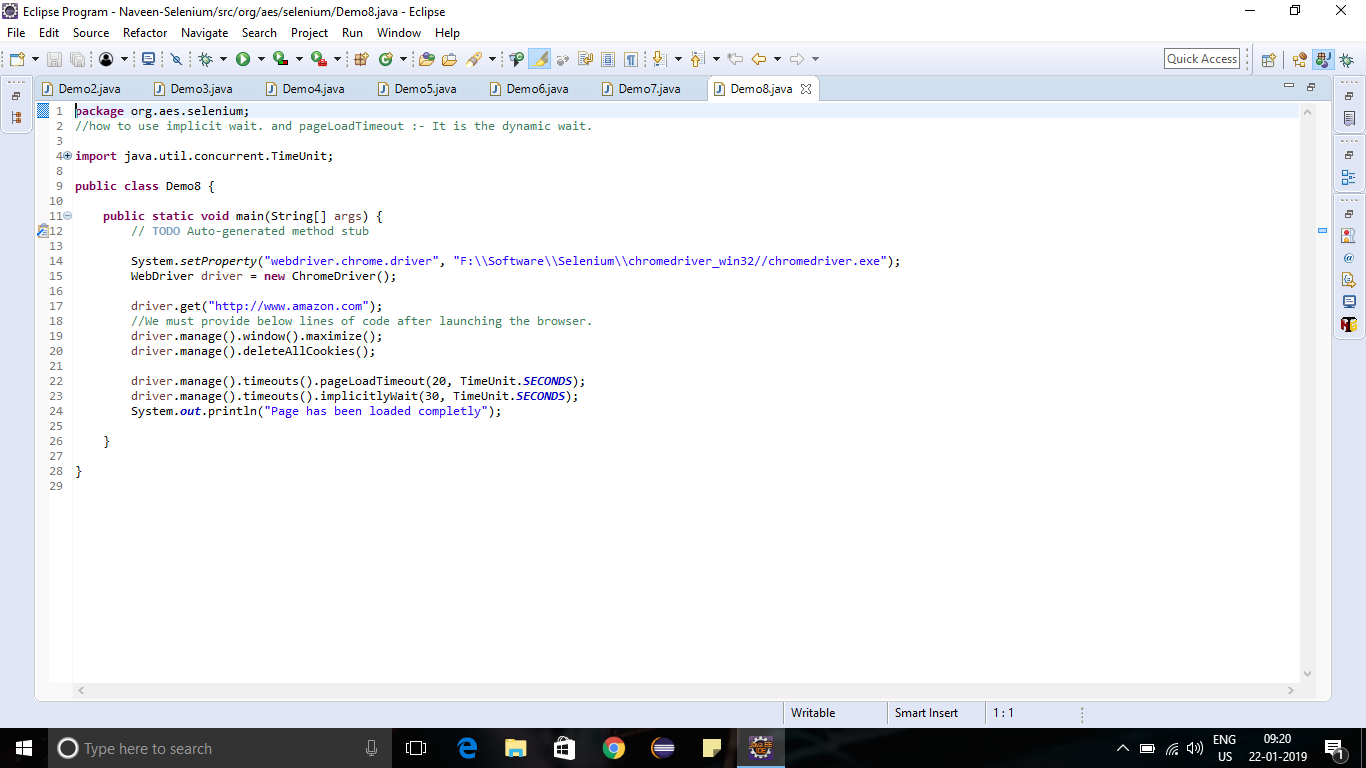 Eclipse Program - Naveen-Selenium/src/org/aes/selenium/Demo8.java - Eclipse
File Edit Source Refactor Navigate Search Project Run Window Help
Quick Access
Demo2.java Demo3.java Demo4.java Demo5.java Demo6.java Demo7.java Demo8.java
1 package org.aes.selenium;
2 //how to use implicit wait. and pageLoadTimeout :- It is the dynamic wait.
3
4 import java.util.concurrent.TimeUnit;
8
9 public class Demo8 {
10
11 public static void main(String[] args) {
12 // TODO Auto-generated method stub
13
14 System.setProperty("webdriver.chrome.driver", "F:\\Software\\Selenium\\chromedriver_win32//chromedriver.exe");
15 WebDriver driver = new ChromeDriver();
16
17 driver.get("http://www.amazon.com");
18 //We must provide below lines of code after launching the browser.
19 driver.manage().window().maximize();
20 driver.manage().deleteAllCookies();
21
22 driver.manage().timeouts().pageLoadTimeout(20, TimeUnit.SECONDS);
23 driver.manage().timeouts().implicitlyWait(30, TimeUnit.SECONDS);
24 System.out.println("Page has been loaded completly");
25
26 }
27
28 }
29
Writable Smart Insert 1 : 1
Type here to search
ENG 09:20
US 22-01-2019 1